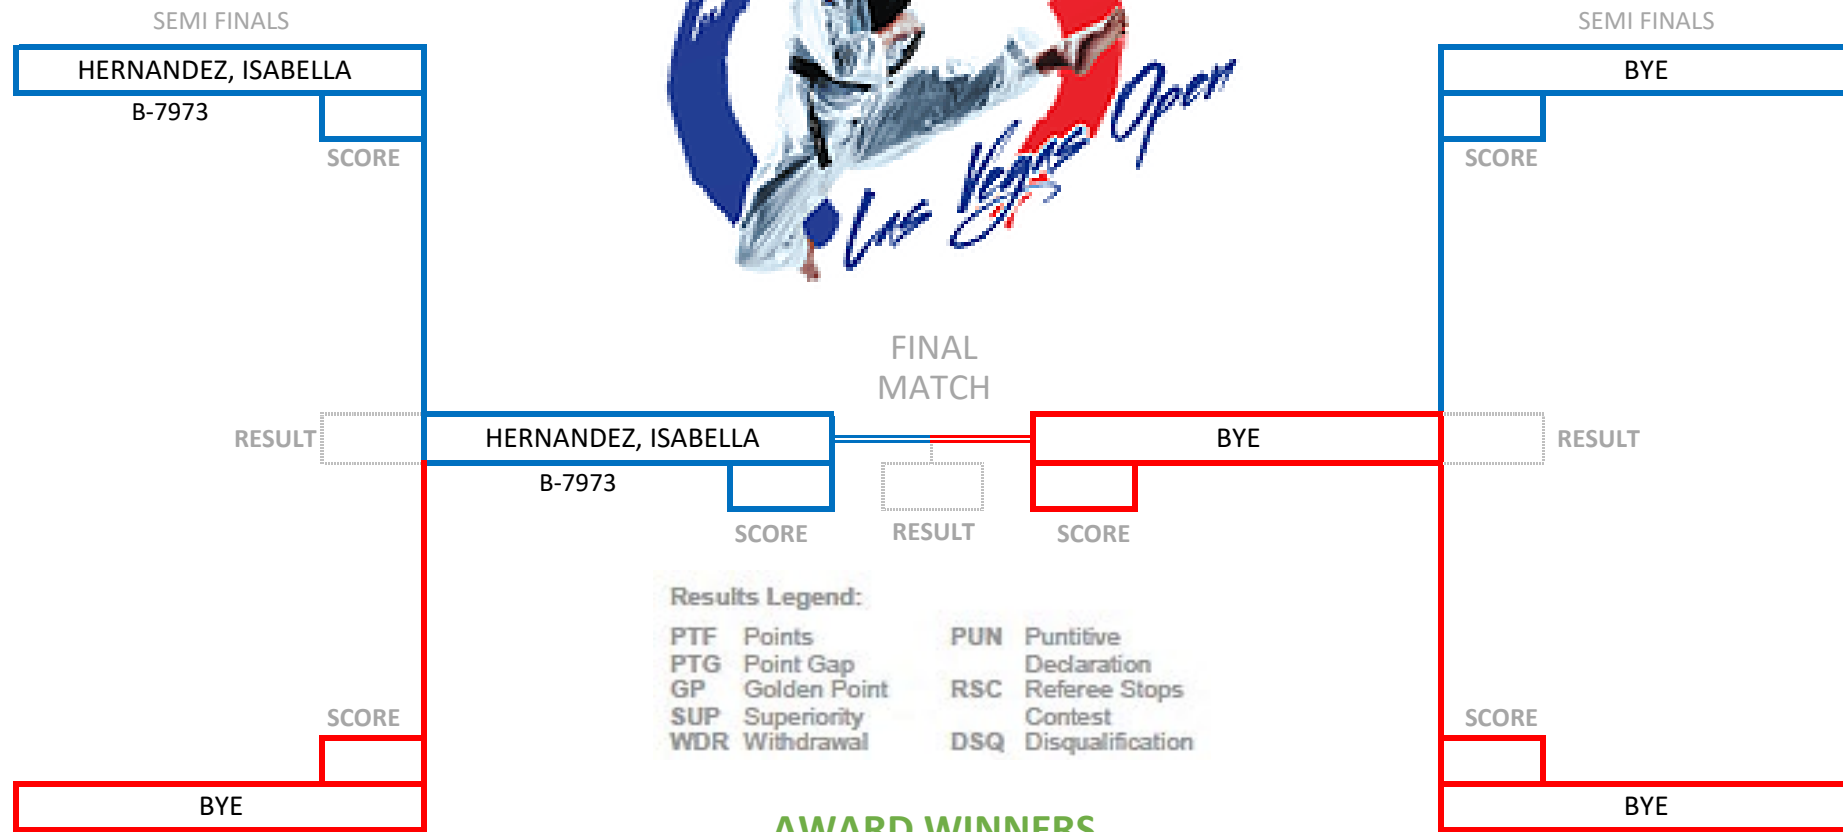 SEMI FINALS
SEMI FINALS
HERNANDEZ, ISABELLA
BYE
B-7973
SCORE
SCORE
Las Vegas Open
FINAL
MATCH
RESULT
HERNANDEZ, ISABELLA
BYE
RESULT
B-7973
SCORE
RESULT
SCORE
Results Legend:
PTF Points
PTG Point Gap
GP Golden Point
SUP Superiority
WDR Withdrawal
PUN Puntitive
Declaration
RSC Referee Stops
Contest
DSQ Disqualification
SCORE
SCORE
BYE
BYE
AWARD WINNERS